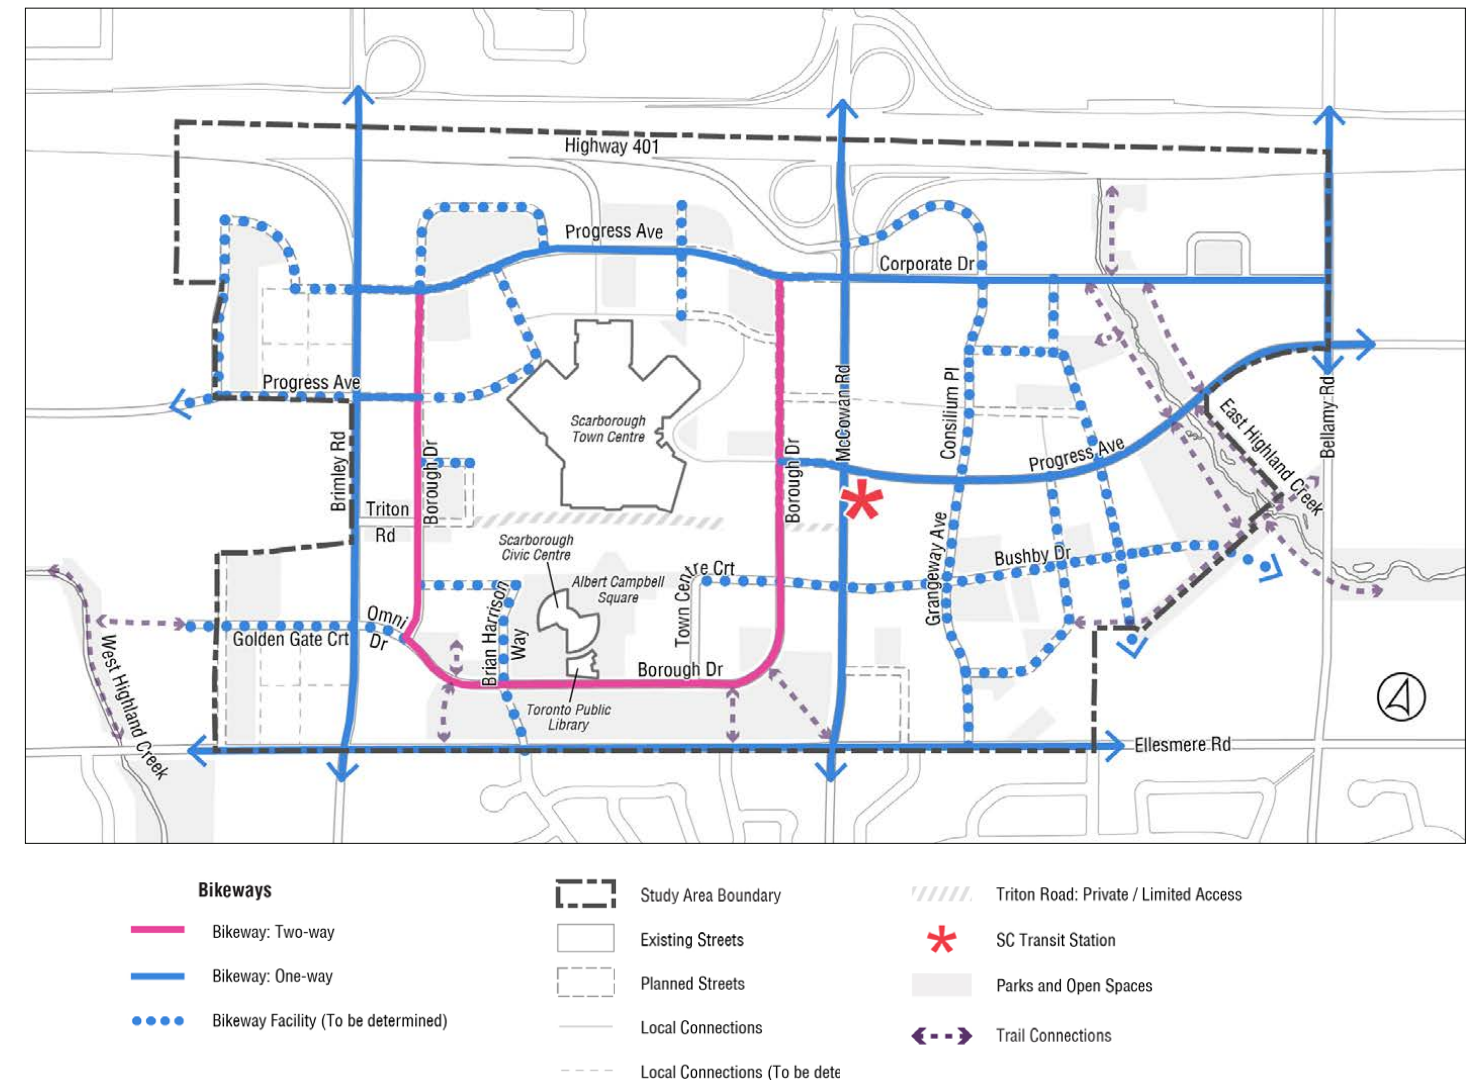 Highway 401
Progress Ave
Corporate Dr
Progress Ave
Scarborough
Town Centre
McCowan Rd
Consilium Pl
Bellamy Rd
East Highland Creek
Brimley Rd
Borough Dr
Borough Dr
Progress Ave
Triton
Rd
Scarborough
Civic Centre
Albert Campbell
Square
Town Centre Crt
Grangeway Ave
Bushby Dr
Omni
Dr
Golden Gate Crt
Brian Harrison
Way
West Highland Creek
Borough Dr
Toronto Public
Library
Ellesmere Rd
Bikeways
Bikeway: Two-way
Bikeway: One-way
Bikeway Facility (To be determined)
Study Area Boundary
Existing Streets
Planned Streets
Local Connections
Local Connections (To be dete
Triton Road: Private / Limited Access
SC Transit Station
Parks and Open Spaces
Trail Connections